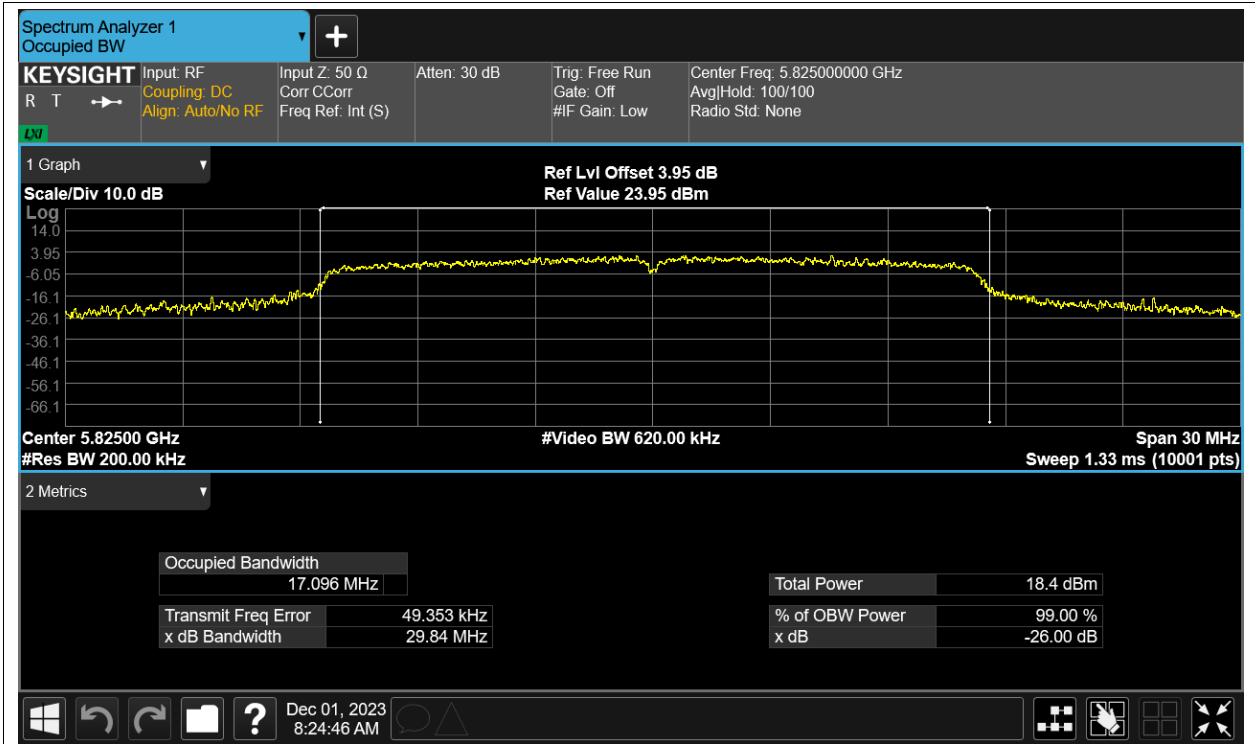 Spectrum Analyzer 1
Occupied BW
KEYSIGHT
R T
LXI
Input: RF
Coupling: DC
Align: Auto/No RF
Input Z: 50 Ω
Corr CCorr
Freq Ref: Int (S)
Atten: 30 dB
Trig: Free Run
Gate: Off
#IF Gain: Low
Center Freq: 5.825000000 GHz
Avg|Hold: 100/100
Radio Std: None
1 Graph
Scale/Div 10.0 dB
Ref Lvl Offset 3.95 dB
Ref Value 23.95 dBm
Log
14.0
3.95
-6.05
-16.1
-26.1
-36.1
-46.1
-56.1
-66.1
Center 5.82500 GHz
#Res BW 200.00 kHz
#Video BW 620.00 kHz
Span 30 MHz
Sweep 1.33 ms (10001 pts)
2 Metrics
Occupied Bandwidth
17.096 MHz
Transmit Freq Error 49.353 kHz
x dB Bandwidth 29.84 MHz
Total Power 18.4 dBm
% of OBW Power 99.00 %
x dB -26.00 dB
?
Dec 01, 2023
8:24:46 AM